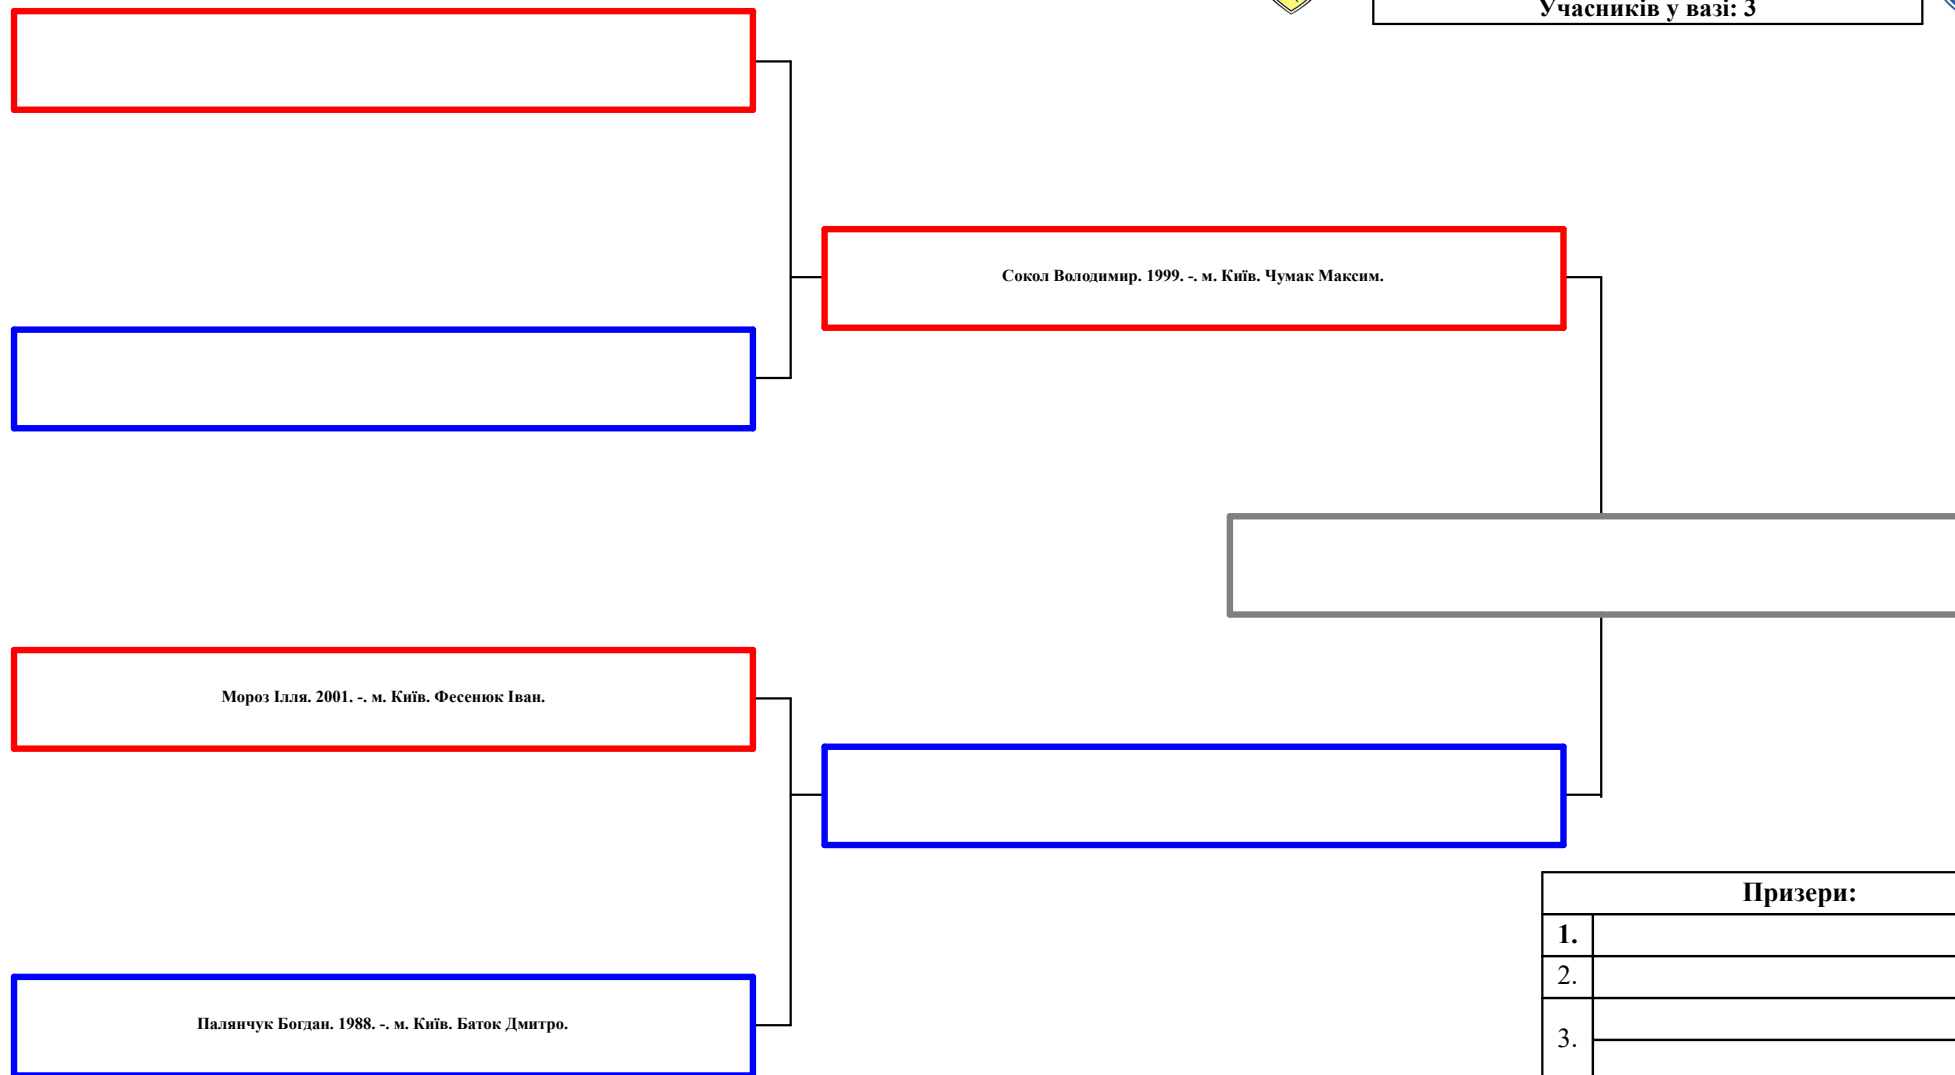 Учасників у вазі: 3
Сокол Володимир. 1999. -. м. Київ. Чумак Максим.
Мороз Ілля. 2001. -. м. Київ. Фесенюк Іван.
Палянчук Богдан. 1988. -. м. Київ. Баток Дмитро.
Призери:
1.
2.
3.